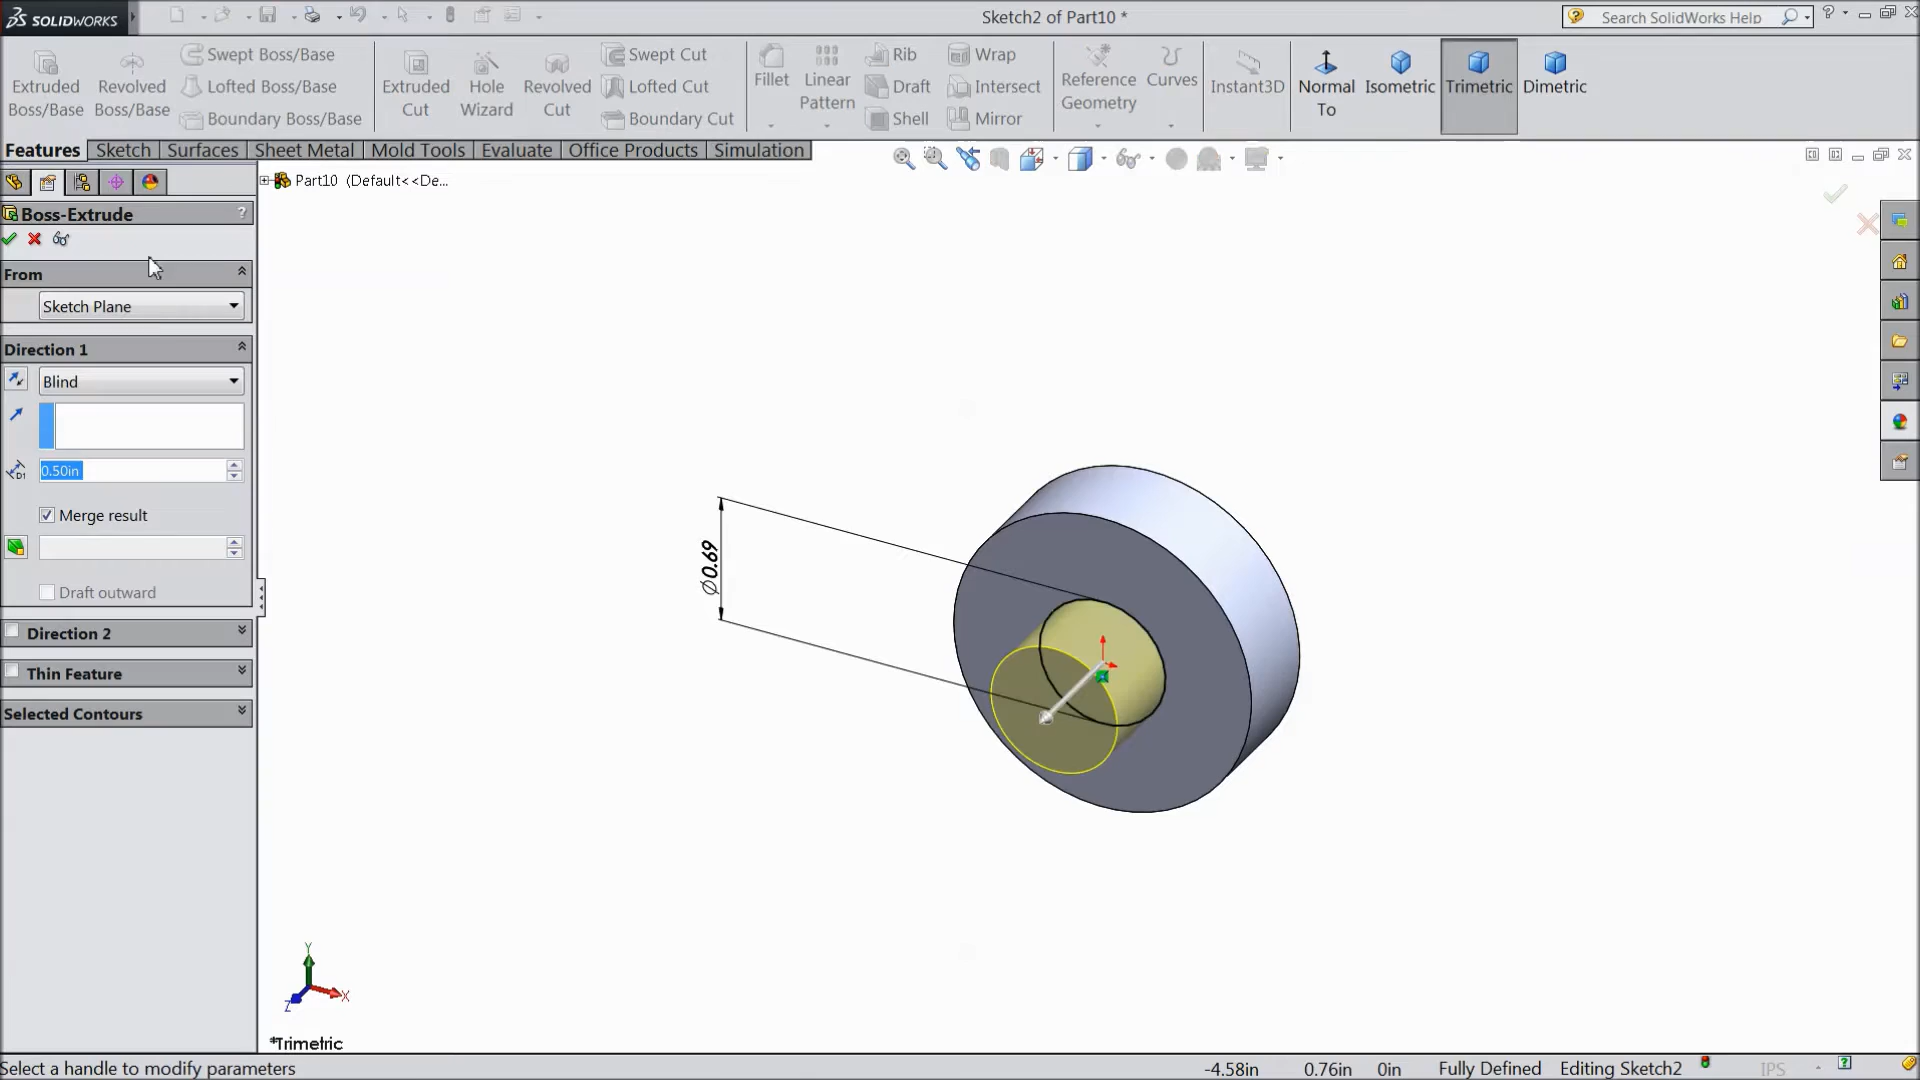 SOLIDWORKS
Sketch2 of Part10 *
Search SolidWorks Help
Extruded Boss/Base
Revolved Boss/Base
Swept Boss/Base
Lofted Boss/Base
Boundary Boss/Base
Extruded Cut
Hole Wizard
Revolved Cut
Swept Cut
Lofted Cut
Boundary Cut
Fillet
Linear Pattern
Rib
Draft
Shell
Wrap
Intersect
Mirror
Reference Geometry
Curves
Instant3D
Normal To
Isometric
Trimetric
Dimetric
Features
Sketch
Surfaces
Sheet Metal
Mold Tools
Evaluate
Office Products
Simulation
Part10 (Default<<De...
Boss-Extrude
?
From
Sketch Plane
Direction 1
Blind
D1
0.50in
Merge result
Draft outward
Direction 2
Thin Feature
Selected Contours
∅0.69
Y
X
Z
*Trimetric
Select a handle to modify parameters
-4.58in
0.76in
0in
Fully Defined
Editing Sketch2
IPS